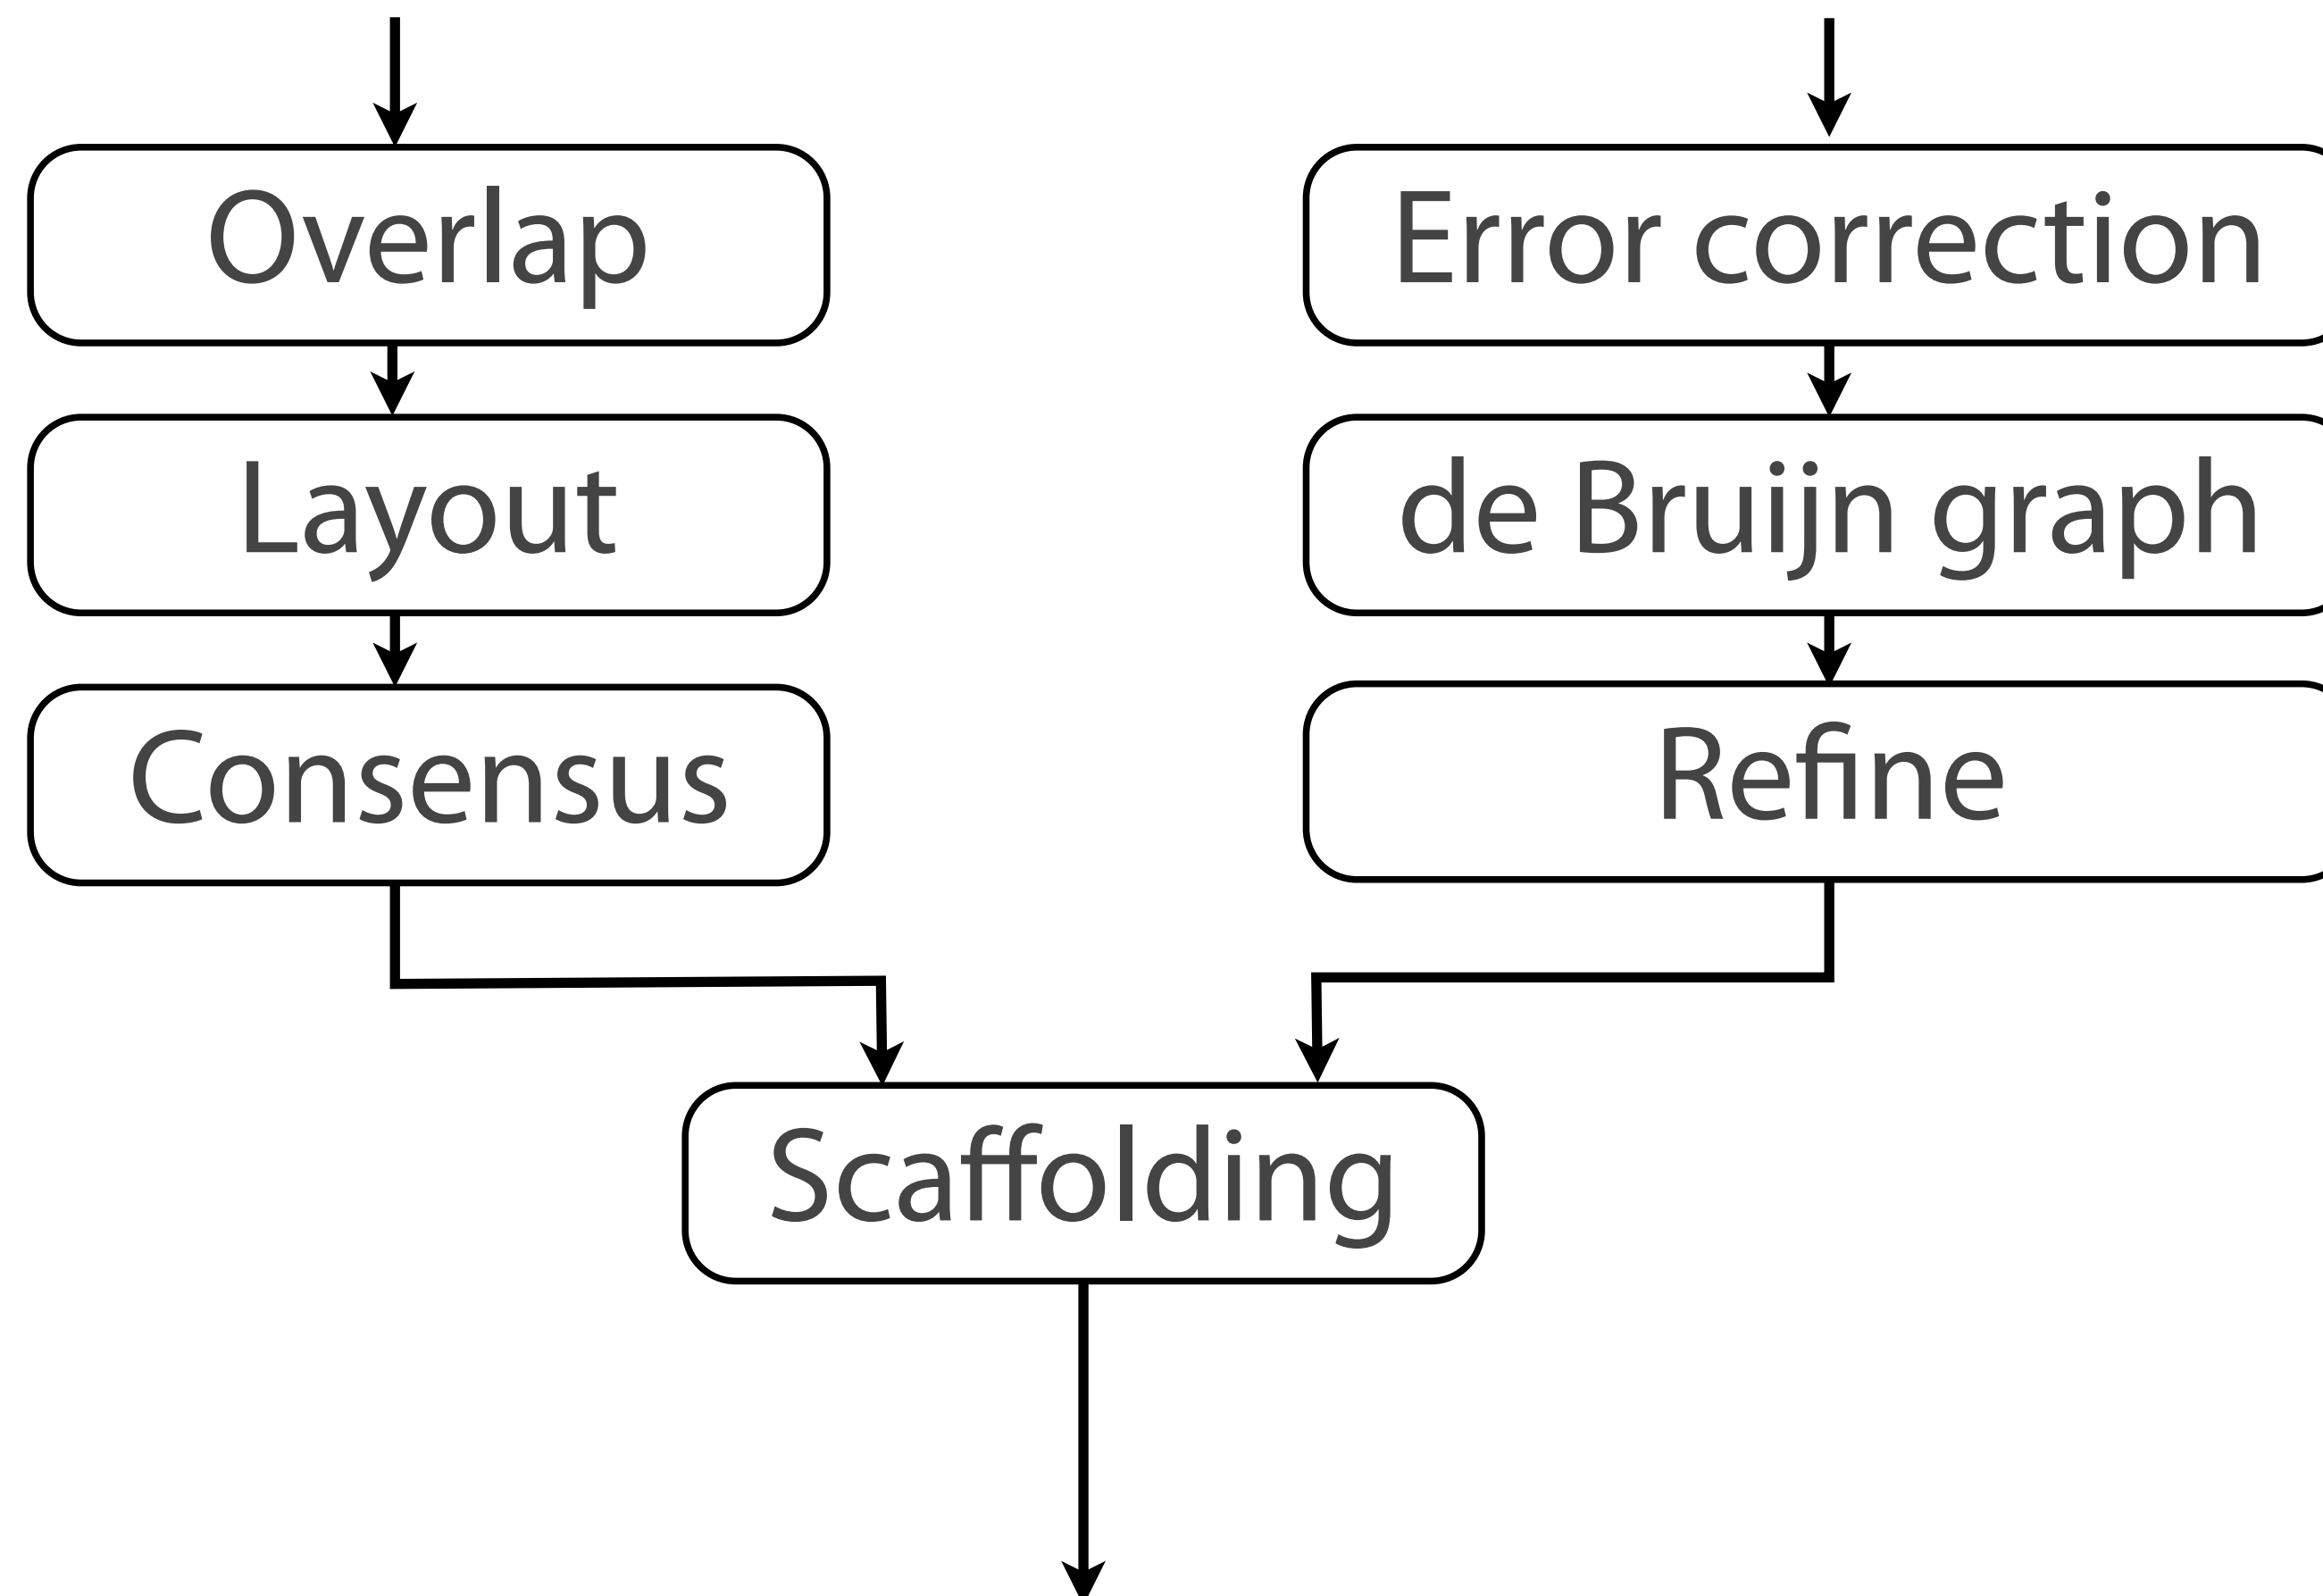 Overlap
Layout
Consensus
Error correction
de Bruijn graph
Refine
Scaffolding